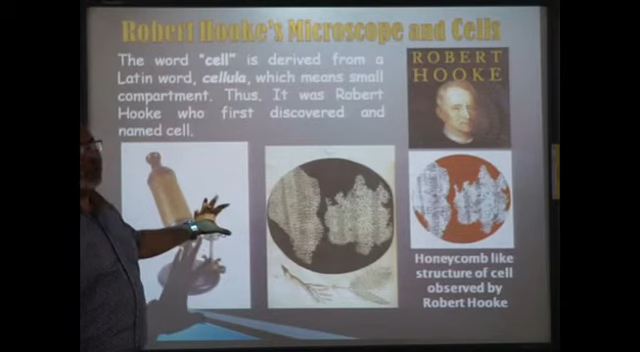 Robert Hooke's Microscope and Cells
The word "cell" is derived from a
Latin word, cellula, which means small
compartment. Thus. It was Robert
Hooke who first discovered and
named cell.
ROBERT
HOOKE
Honeycomb like
structure of cell
observed by
Robert Hooke